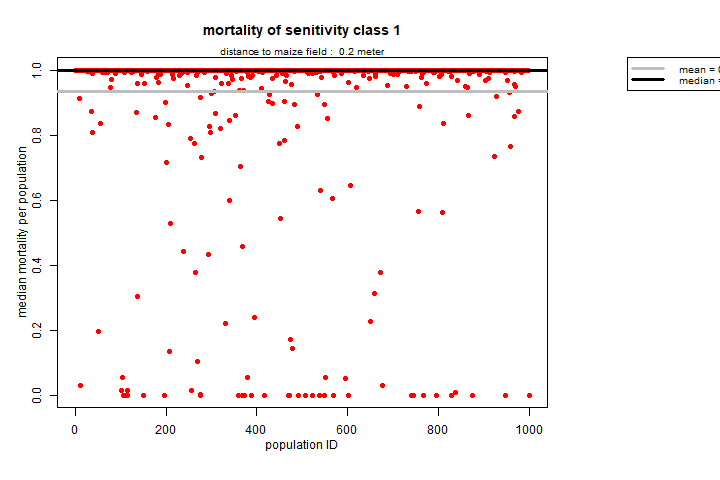 mortality of senitivity class 1
distance to maize field :  0.2 meter
mean = 0
median =
median mortality per population
1.0
0.8
0.6
0.4
0.2
0.0
0 200 400 600 800 1000
population ID